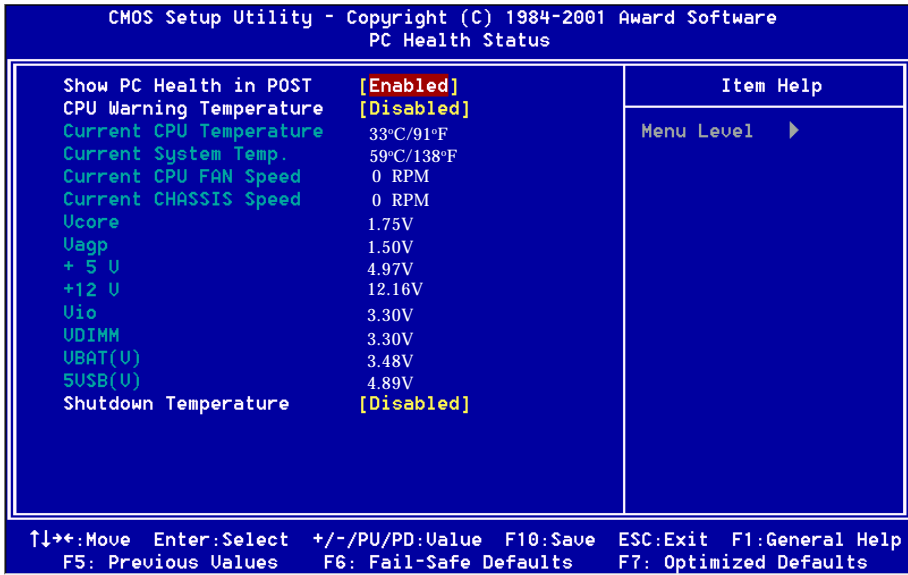 CMOS Setup Utility - Copyright (C) 1984-2001 Award Software
PC Health Status
Show PC Health in POST [Enabled]
CPU Warning Temperature [Disabled]
Current CPU Temperature 33°C/91°F
Current System Temp. 59°C/138°F
Current CPU FAN Speed 0 RPM
Current CHASSIS Speed 0 RPM
Vcore 1.75V
Vagp 1.50V
+ 5 V 4.97V
+12 V 12.16V
Vio 3.30V
VDIMM 3.30V
VBAT(V) 3.48V
5VSB(V) 4.89V
Shutdown Temperature [Disabled]
Item Help
Menu Level ▶
↑↓→←:Move Enter:Select +/-/PU/PD:Value F10:Save ESC:Exit F1:General Help
F5: Previous Values F6: Fail-Safe Defaults F7: Optimized Defaults